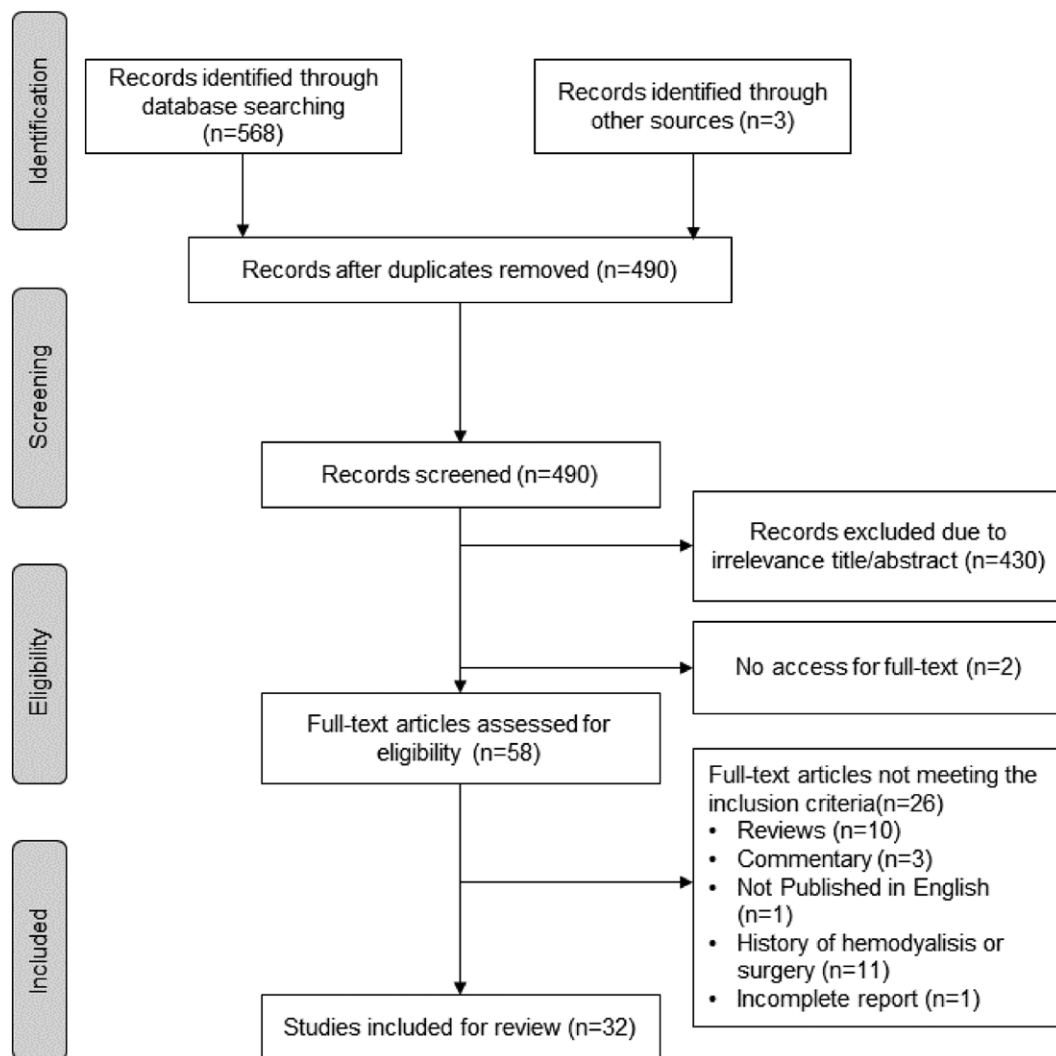 Identification
Records identified through
database searching
(n=568)
Records identified through
other sources (n=3)
Records after duplicates removed (n=490)
Screening
Records screened (n=490)
Records excluded due to
irrelevance title/abstract (n=430)
Eligibility
No access for full-text (n=2)
Full-text articles assessed for
eligibility (n=58)
Full-text articles not meeting the
inclusion criteria(n=26)
• Reviews (n=10)
• Commentary (n=3)
• Not Published in English
(n=1)
• History of hemodyalisis or
surgery (n=11)
• Incomplete report (n=1)
Included
Studies included for review (n=32)